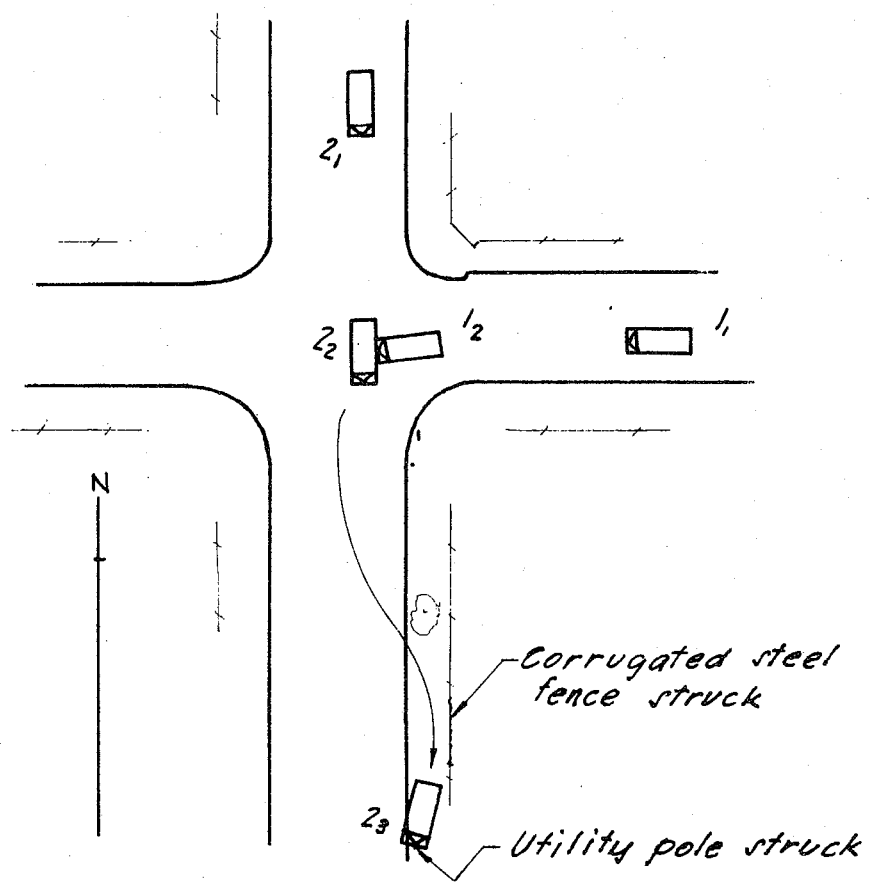 2₁
2₂
1₂
1₁
N
Corrugated steel
fence struck
2₃
Utility pole struck